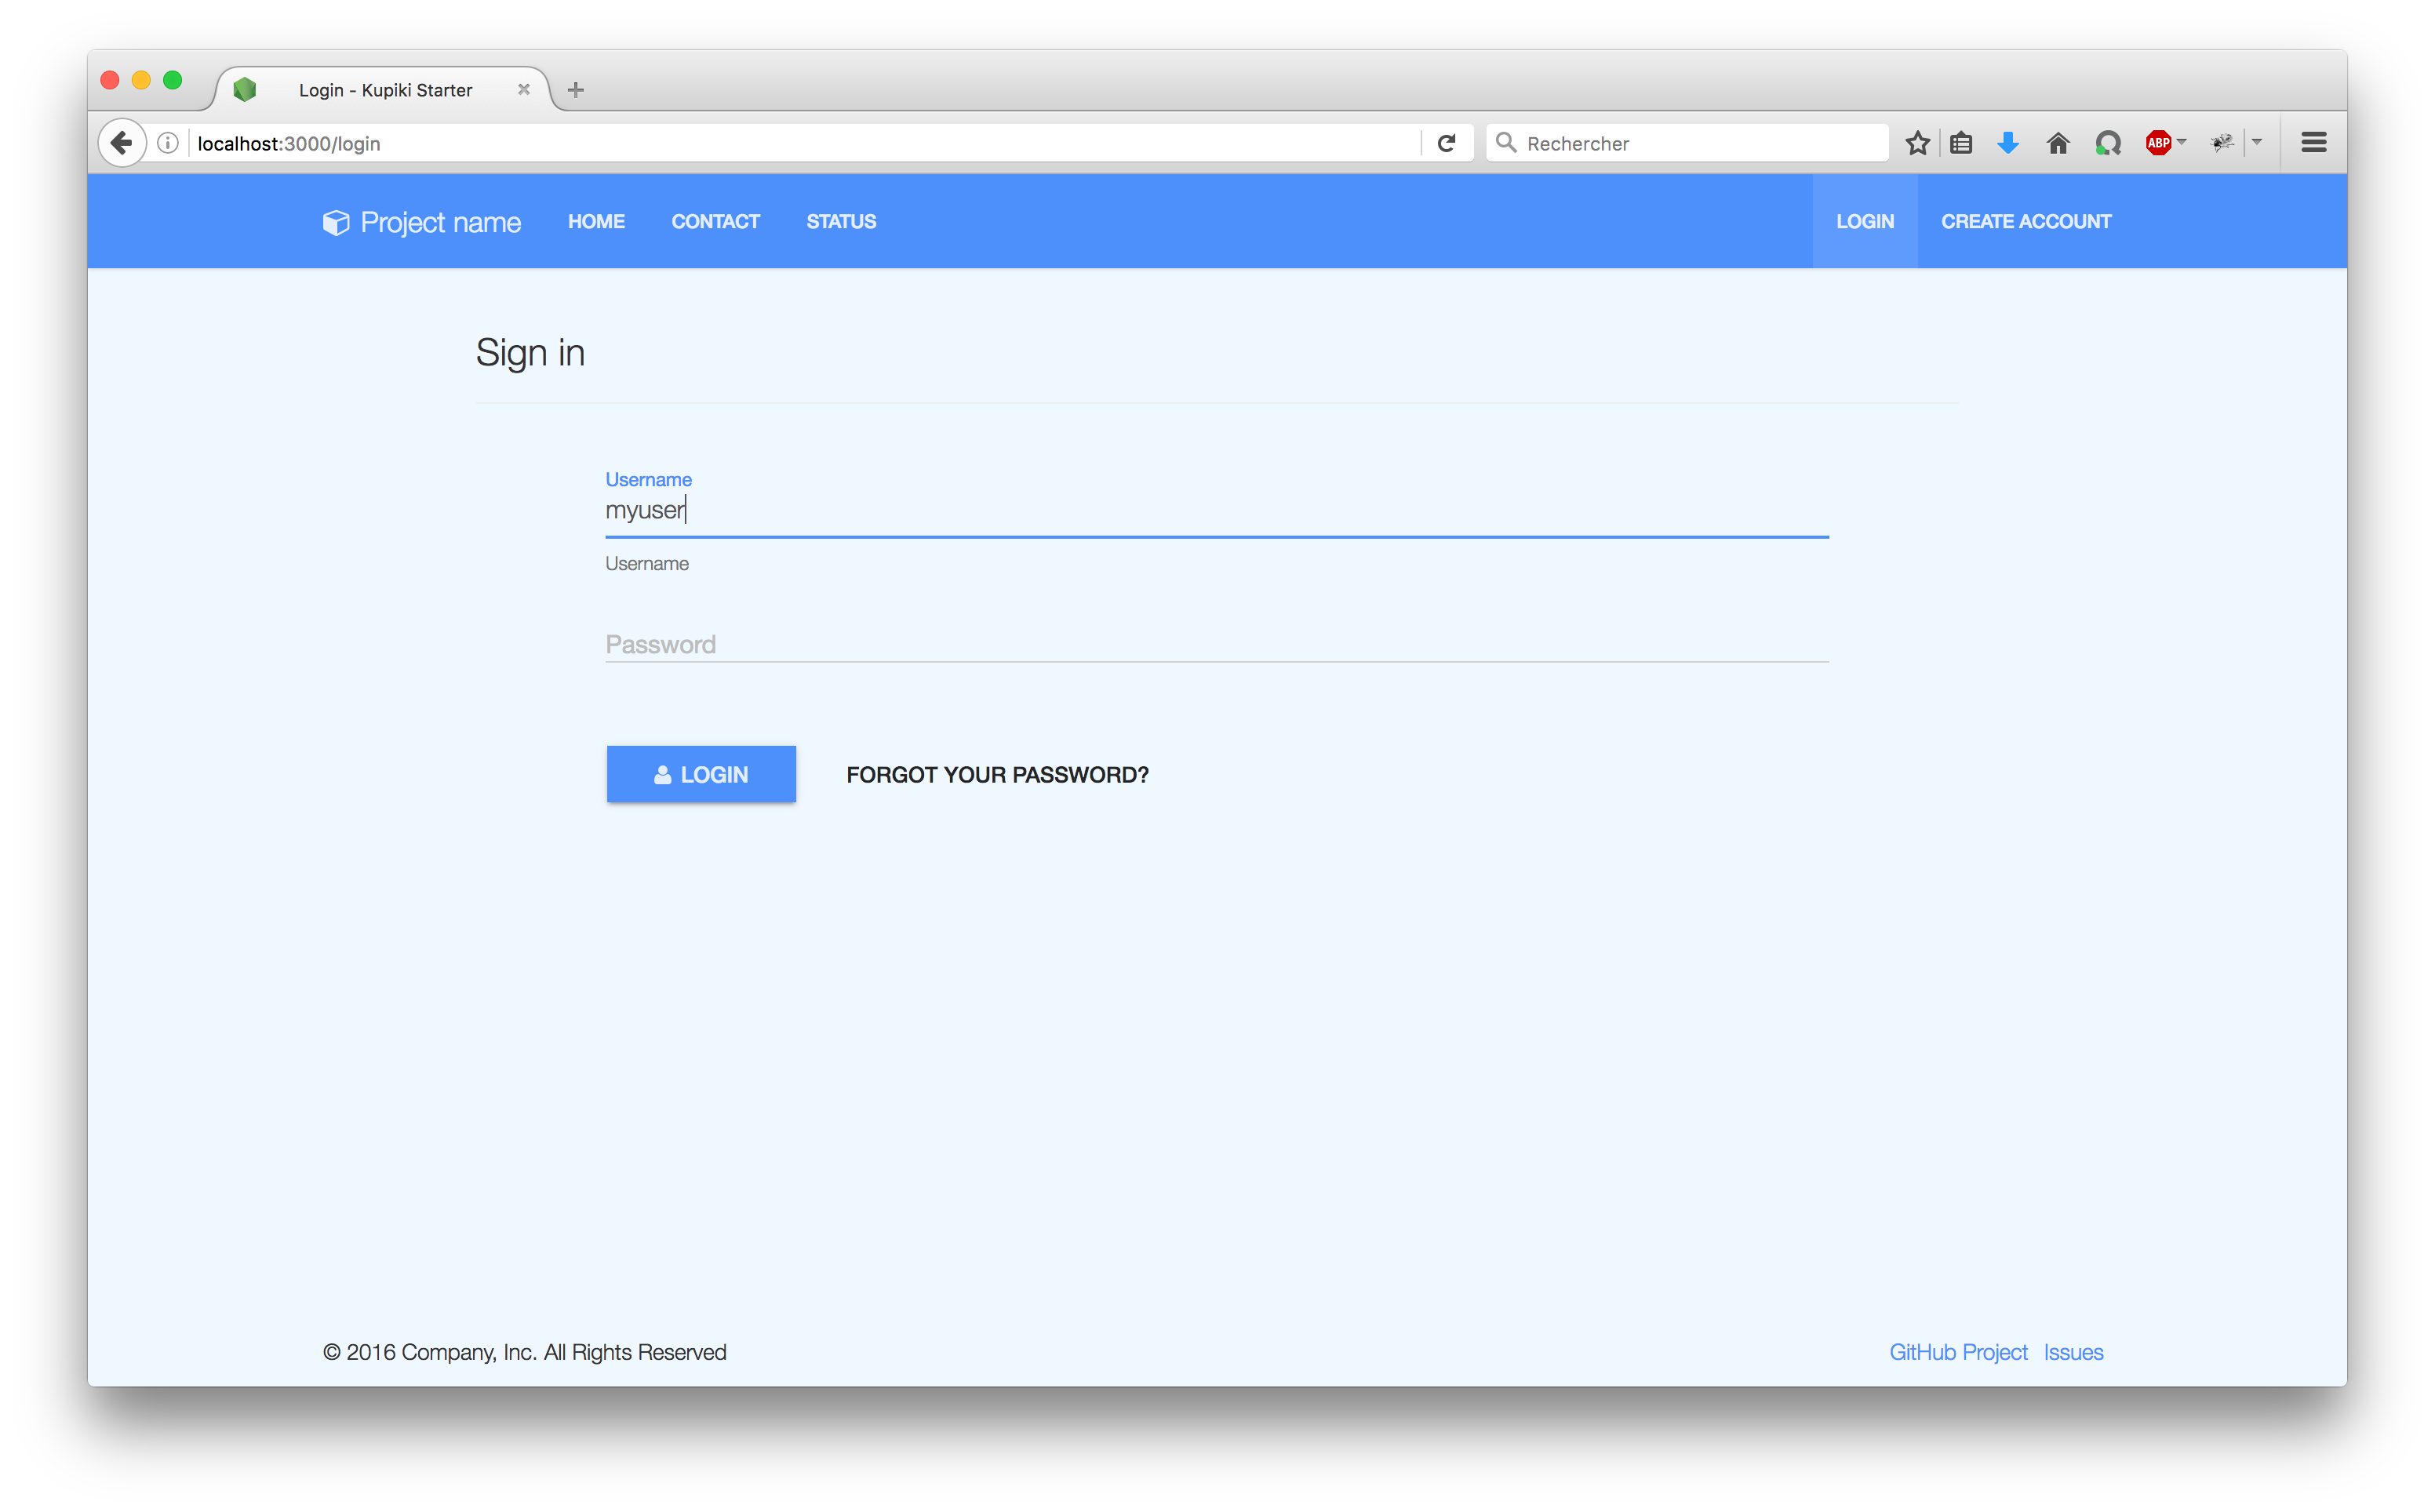 Login - Kupiki Starter
localhost:3000/login
Rechercher
ABP
Project name HOME CONTACT STATUS LOGIN CREATE ACCOUNT
Sign in
Username
myuser
Username
Password
LOGIN FORGOT YOUR PASSWORD?
© 2016 Company, Inc. All Rights Reserved GitHub Project Issues